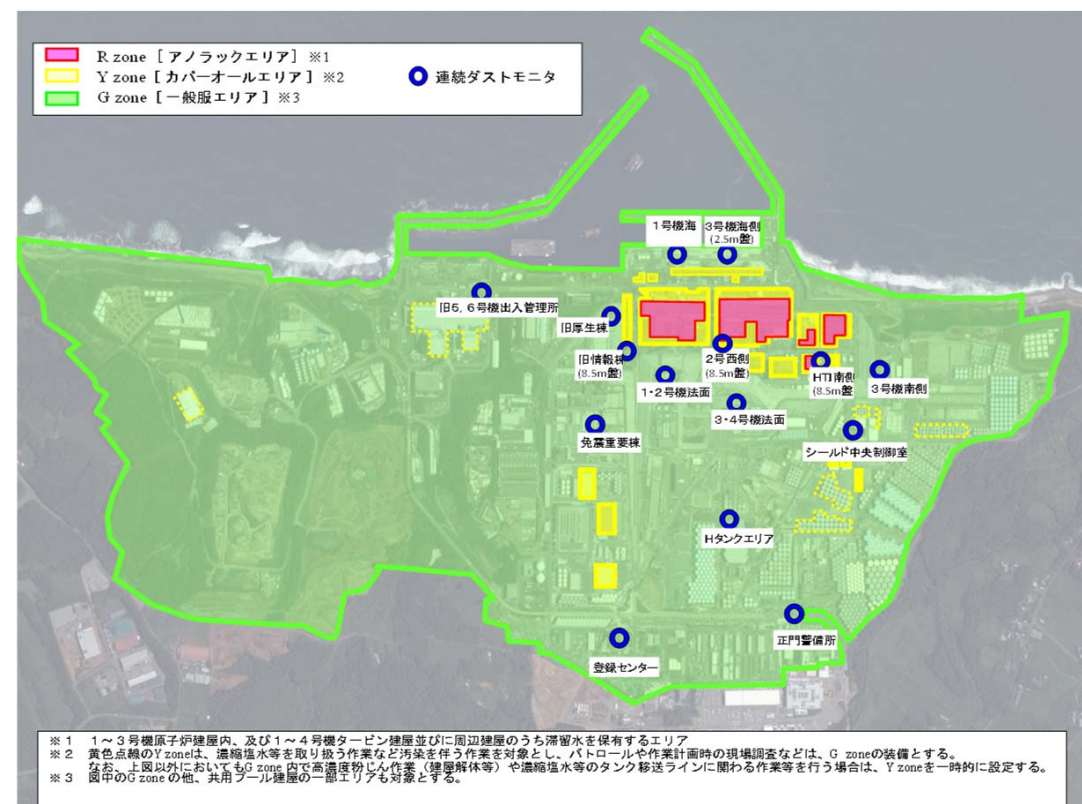 R zone［アノラックエリア］※1
Y zone［カバーオールエリア］※2
G zone［一般服エリア］※3
連続ダストモニタ
1号機海
3号機海側
(2.5m盤)
旧5, 6号機出入管理所
旧厚生棟
旧情報棟
(8.5m盤)
2号西側
(8.5m盤)
1・2号機法面
HTI南側
(8.5m盤)
3号機南側
3・4号機法面
免震重要棟
シールド中央制御室
Hタンクエリア
正門警備所
登録センター
※1 1～3号機原子炉建屋内、及び1～4号機タービン建屋並びに周辺建屋のうち滞留水を保有するエリア
※2 黄色点線のY zoneは、濃縮塩水等を取り扱う作業など汚染を伴う作業を対象とし、パトロールや作業計画時の現場調査などは、G zoneの装備とする。
なお、上図以外においてもG zone 内で高濃度粉じん作業（建屋解体等）や濃縮塩水等のタンク移送ラインに関わる作業等を行う場合は、Y zoneを一時的に設定する。
※3 図中のG zone の他、共用プール建屋の一部エリアも対象とする。